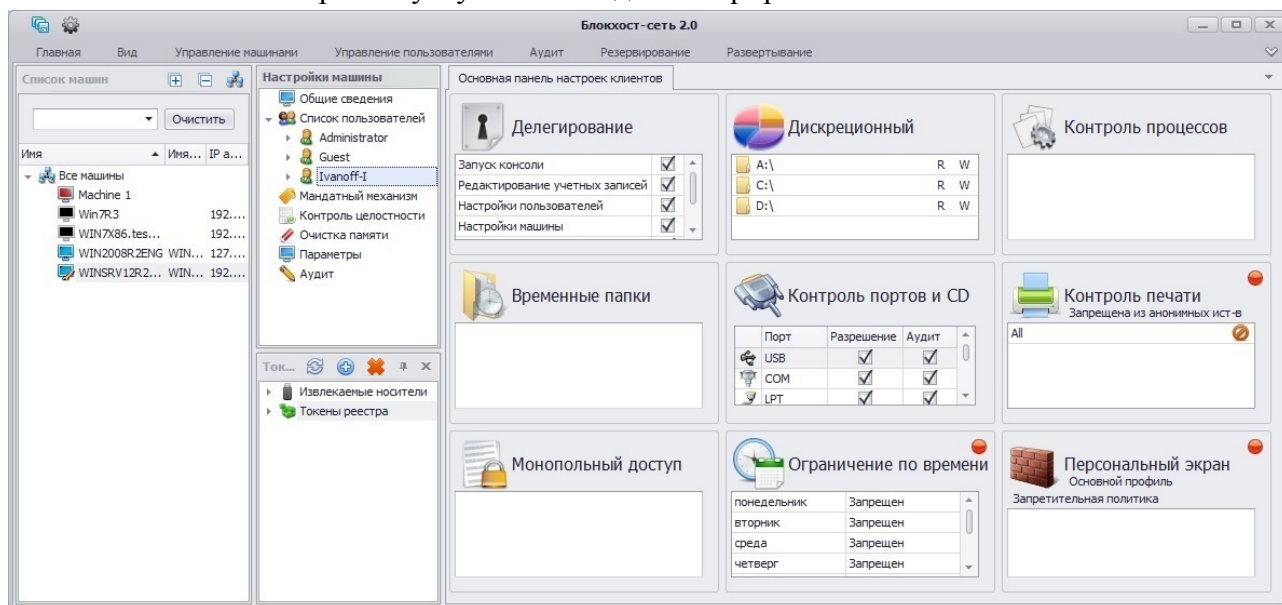 Блокхост-сеть 2.0
Главная Вид Управление машинами Управление пользователями Аудит Резервирование Развертывание
Список машин
Очистить
Имя Имя... IP а...
Все машины
Machine 1
Win7R3 192....
WIN7X86.tes... 192....
WIN2008R2ENG WIN... 127....
WINSRV12R2... WIN... 192....
Настройки машины
Общие сведения
Список пользователей
Administrator
Guest
Ivanoff-I
Мандатный механизм
Контроль целостности
Очистка памяти
Параметры
Аудит
Ток...
Извлекаемые носители
Токены реестра
Основная панель настроек клиентов
Делегирование
Запуск консоли
Редактирование учетных записей
Настройки пользователей
Настройки машины
Дискреционный
A:\ R W
C:\ R W
D:\ R W
Контроль процессов
Временные папки
Контроль портов и CD
Порт Разрешение Аудит
USB
COM
LPT
Контроль печати
Запрещена из анонимных ист-в
All
Монопольный доступ
Ограничение по времени
понедельник Запрещен
вторник Запрещен
среда Запрещен
четверг Запрещен
Персональный экран
Основной профиль
Запретительная политика